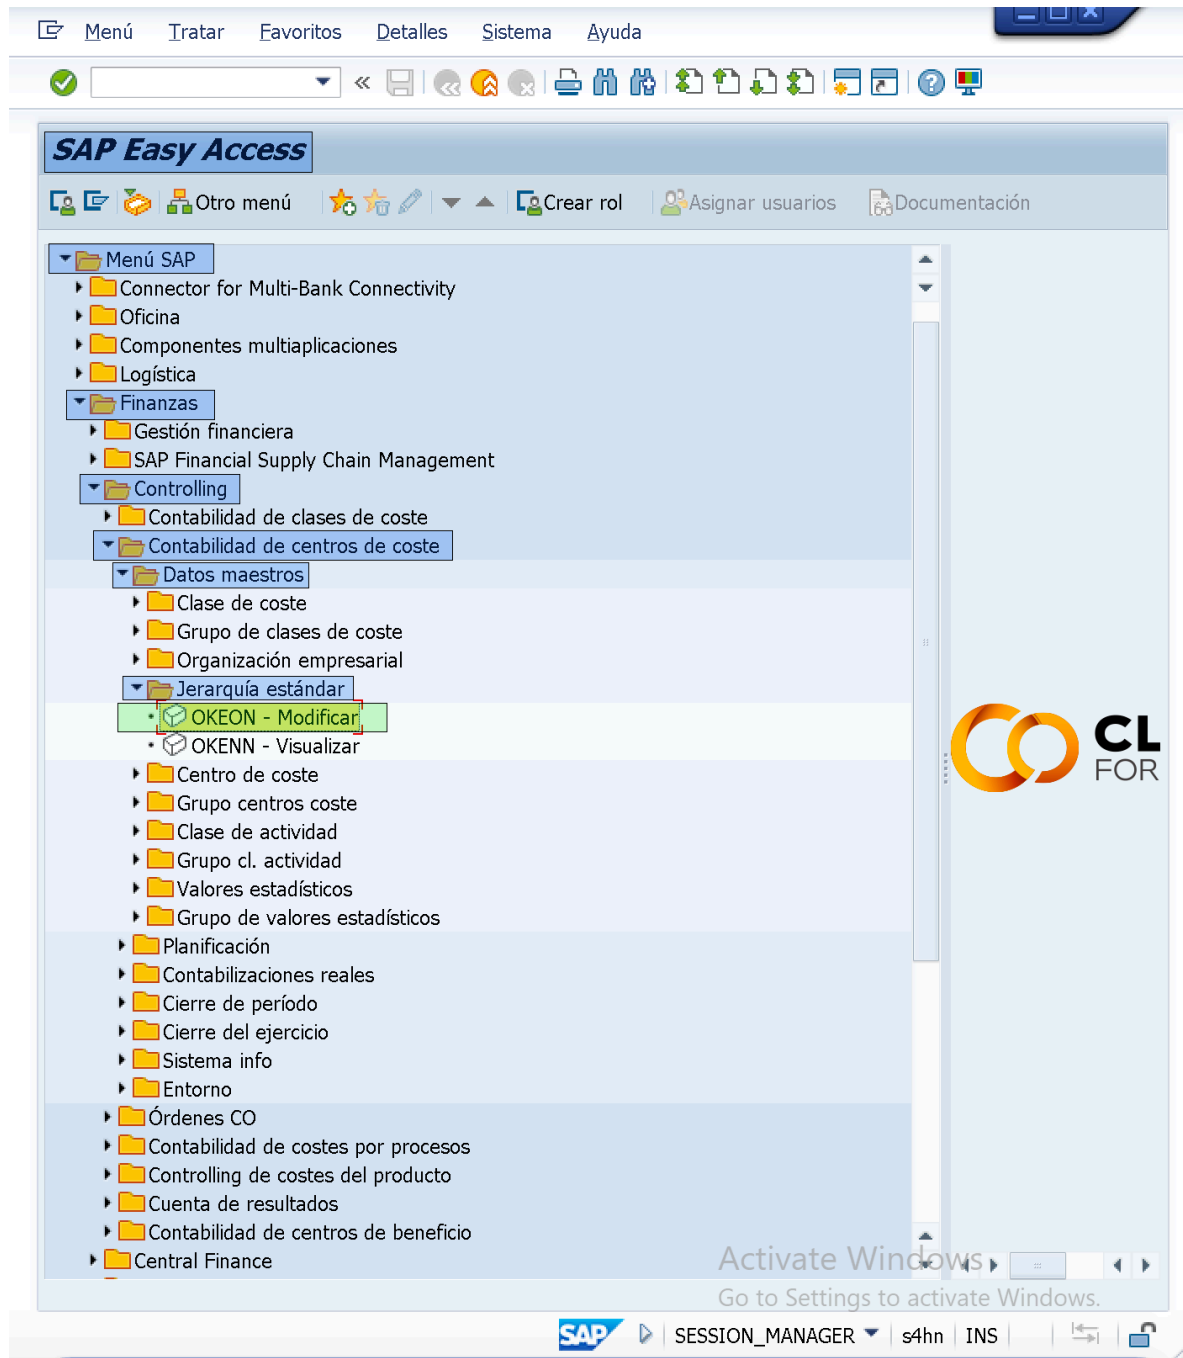 Menú Tratar Favoritos Detalles Sistema Ayuda
SAP Easy Access
Otro menú Crear rol Asignar usuarios Documentación
Menú SAP
Connector for Multi-Bank Connectivity
Oficina
Componentes multiaplicaciones
Logística
Finanzas
Gestión financiera
SAP Financial Supply Chain Management
Controlling
Contabilidad de clases de coste
Contabilidad de centros de coste
Datos maestros
Clase de coste
Grupo de clases de coste
Organización empresarial
Jerarquía estándar
OKEON - Modificar
OKENN - Visualizar
Centro de coste
Grupo centros coste
Clase de actividad
Grupo cl. actividad
Valores estadísticos
Grupo de valores estadísticos
Planificación
Contabilizaciones reales
Cierre de período
Cierre del ejercicio
Sistema info
Entorno
Órdenes CO
Contabilidad de costes por procesos
Controlling de costes del producto
Cuenta de resultados
Contabilidad de centros de beneficio
Central Finance
CL
FOR
Activate Windows
Go to Settings to activate Windows.
SAP SESSION_MANAGER s4hn INS